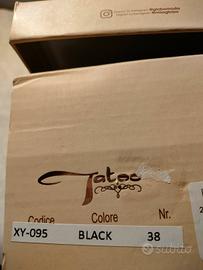 Tatoo
Codice Colore Nr.
XY-095 BLACK 38
subito